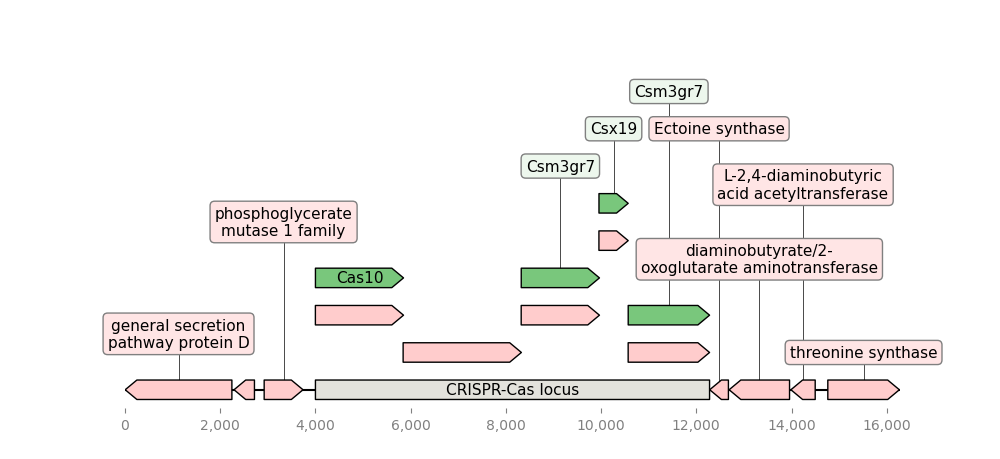 Csm3gr7
Csx19
Ectoine synthase
Csm3gr7
L-2,4-diaminobutyric
acid acetyltransferase
phosphoglycerate
mutase 1 family
diaminobutyrate/2-
oxoglutarate aminotransferase
Cas10
general secretion
pathway protein D
threonine synthase
CRISPR-Cas locus
0
2,000
4,000
6,000
8,000
10,000
12,000
14,000
16,000